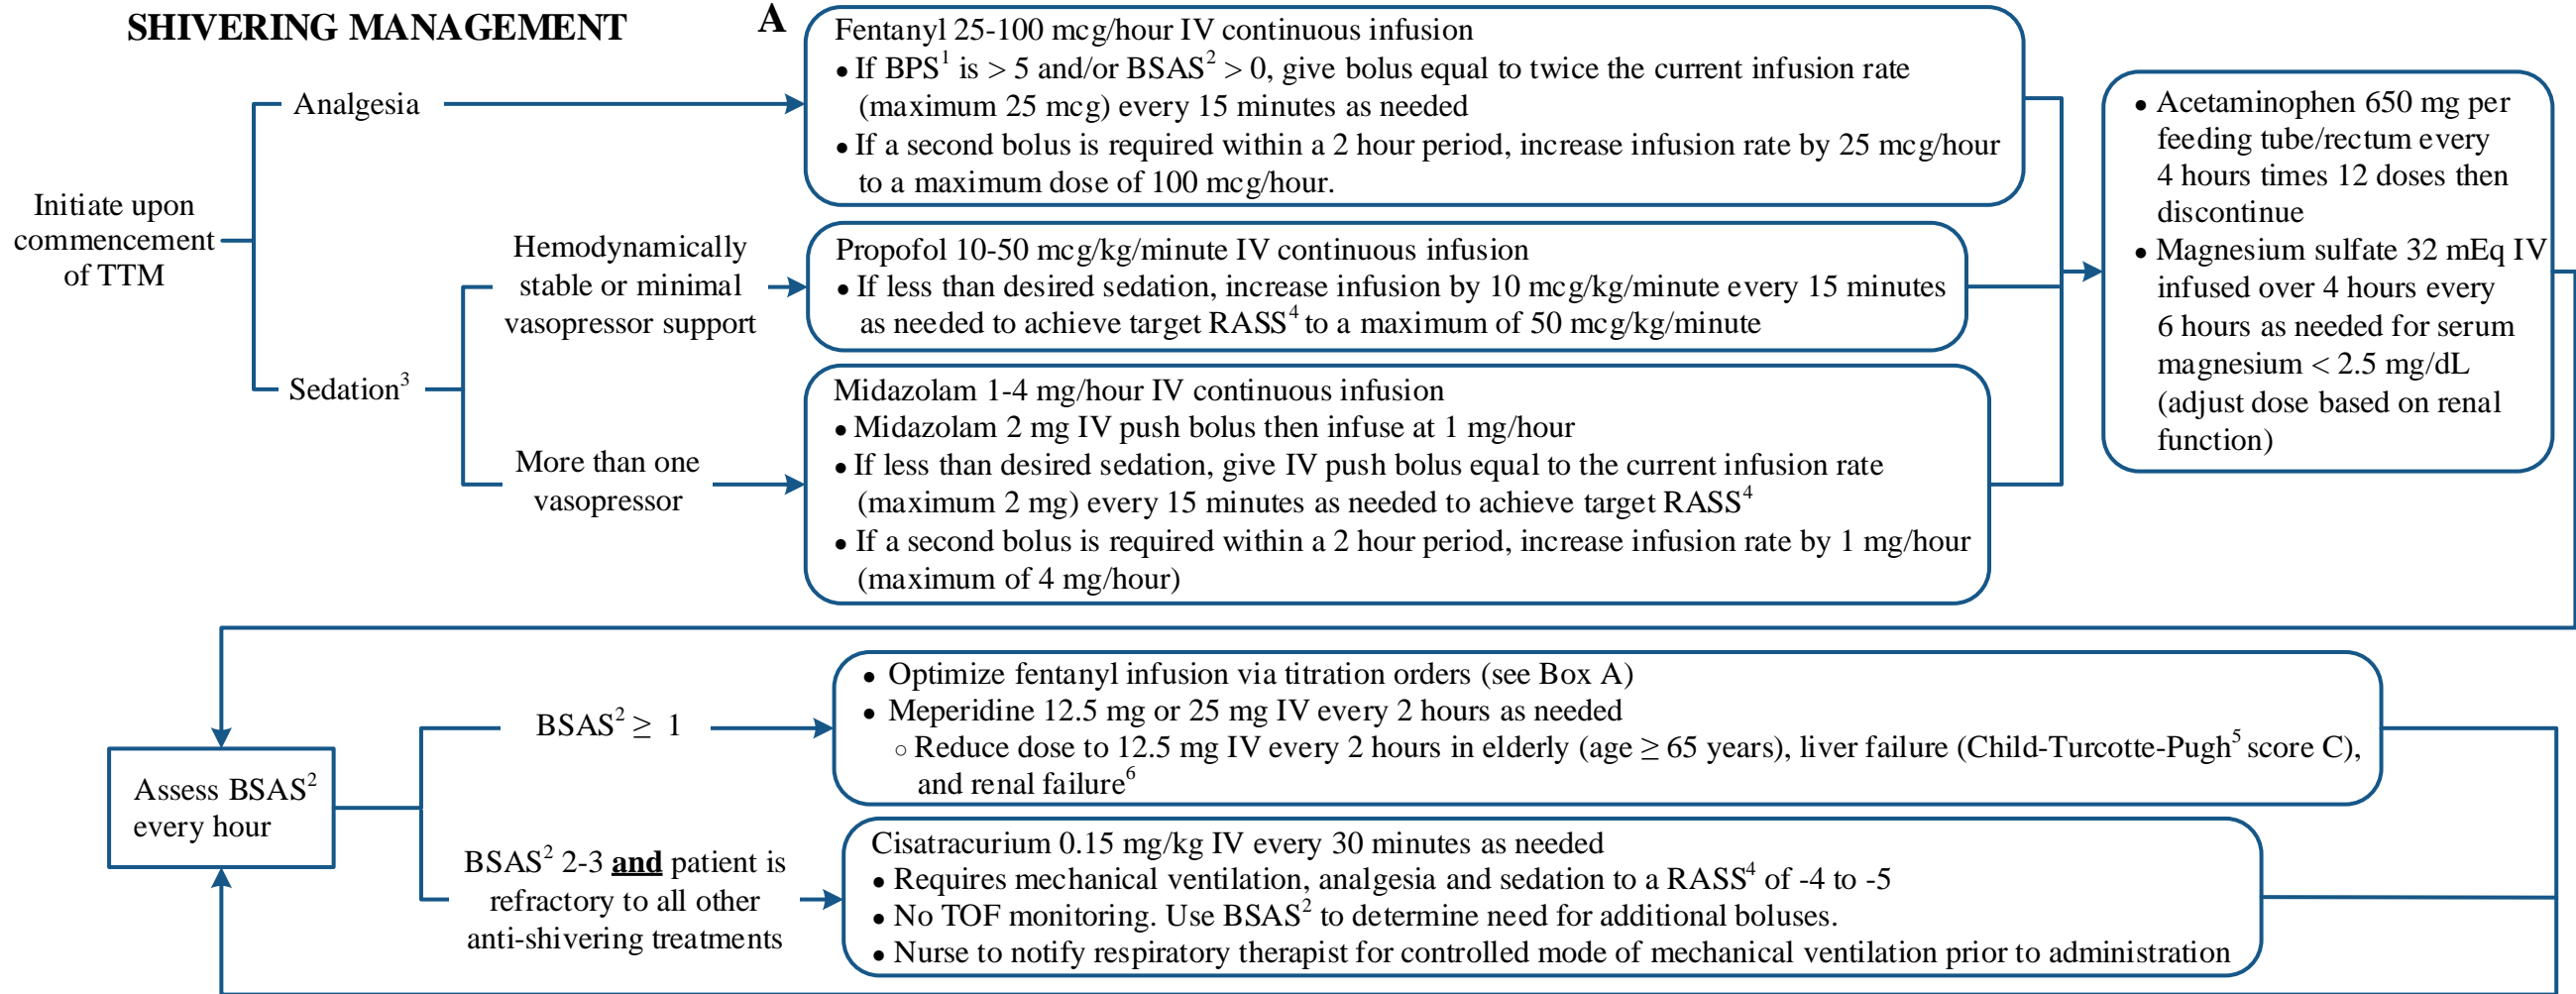 SHIVERING MANAGEMENT
A
Initiate upon
commencement
of TTM
Analgesia
Fentanyl 25-100 mcg/hour IV continuous infusion
● If BPS¹ is > 5 and/or BSAS² > 0, give bolus equal to twice the current infusion rate
(maximum 25 mcg) every 15 minutes as needed
● If a second bolus is required within a 2 hour period, increase infusion rate by 25 mcg/hour
to a maximum dose of 100 mcg/hour.
Sedation³
Hemodynamically
stable or minimal
vasopressor support
Propofol 10-50 mcg/kg/minute IV continuous infusion
● If less than desired sedation, increase infusion by 10 mcg/kg/minute every 15 minutes
as needed to achieve target RASS⁴ to a maximum of 50 mcg/kg/minute
More than one
vasopressor
Midazolam 1-4 mg/hour IV continuous infusion
● Midazolam 2 mg IV push bolus then infuse at 1 mg/hour
● If less than desired sedation, give IV push bolus equal to the current infusion rate
(maximum 2 mg) every 15 minutes as needed to achieve target RASS⁴
● If a second bolus is required within a 2 hour period, increase infusion rate by 1 mg/hour
(maximum of 4 mg/hour)
● Acetaminophen 650 mg per
feeding tube/rectum every
4 hours times 12 doses then
discontinue
● Magnesium sulfate 32 mEq IV
infused over 4 hours every
6 hours as needed for serum
magnesium < 2.5 mg/dL
(adjust dose based on renal
function)
Assess BSAS²
every hour
BSAS² ≥ 1
● Optimize fentanyl infusion via titration orders (see Box A)
● Meperidine 12.5 mg or 25 mg IV every 2 hours as needed
○ Reduce dose to 12.5 mg IV every 2 hours in elderly (age ≥ 65 years), liver failure (Child-Turcotte-Pugh⁵ score C),
and renal failure⁶
BSAS² 2-3 and patient is
refractory to all other
anti-shivering treatments
Cisatracurium 0.15 mg/kg IV every 30 minutes as needed
● Requires mechanical ventilation, analgesia and sedation to a RASS⁴ of -4 to -5
● No TOF monitoring. Use BSAS² to determine need for additional boluses.
● Nurse to notify respiratory therapist for controlled mode of mechanical ventilation prior to administration